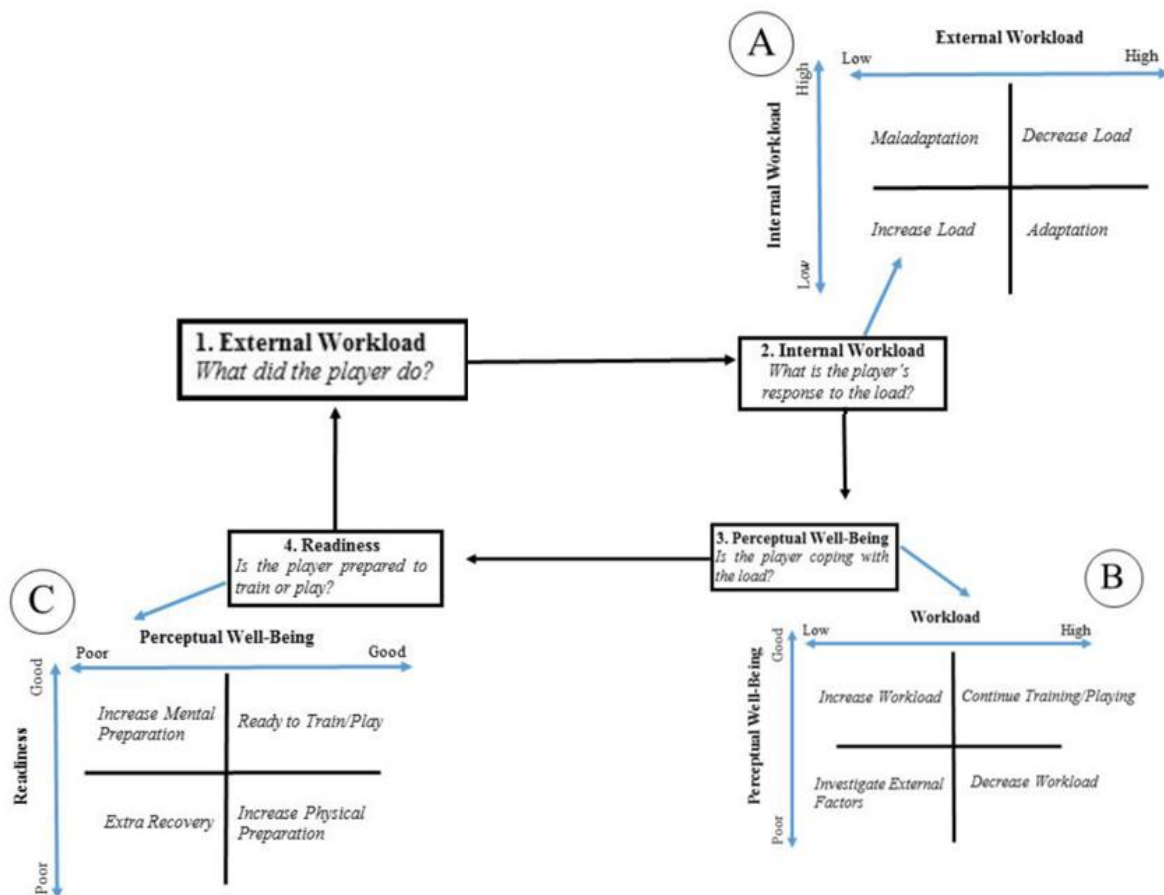 A
External Workload
Low
High
High
Internal Workload
Low
Maladaptation
Decrease Load
Increase Load
Adaptation
1. External Workload
What did the player do?
2. Internal Workload
What is the player's
response to the load?
4. Readiness
Is the player prepared to
train or play?
3. Perceptual Well-Being
Is the player coping with
the load?
C
Perceptual Well-Being
Poor
Good
Good
Readiness
Poor
Increase Mental
Preparation
Ready to Train/Play
Extra Recovery
Increase Physical
Preparation
B
Workload
Low
High
Good
Perceptual Well-Being
Poor
Increase Workload
Continue Training/Playing
Investigate External
Factors
Decrease Workload